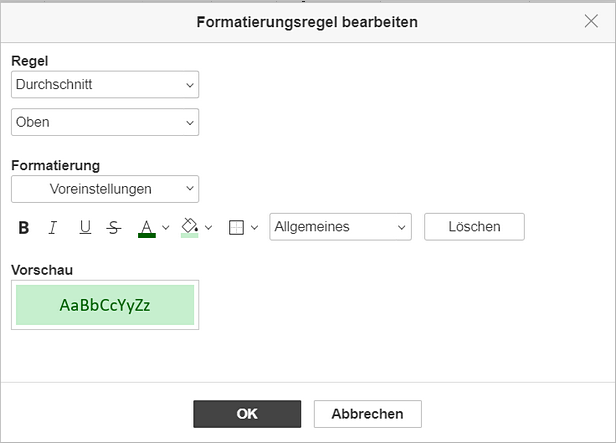 Formatierungsregel bearbeiten
Regel
Durchschnitt
Oben
Formatierung
Voreinstellungen
B I U S A Allgemeines Löschen
Vorschau
AaBbCcYyZz
OK Abbrechen